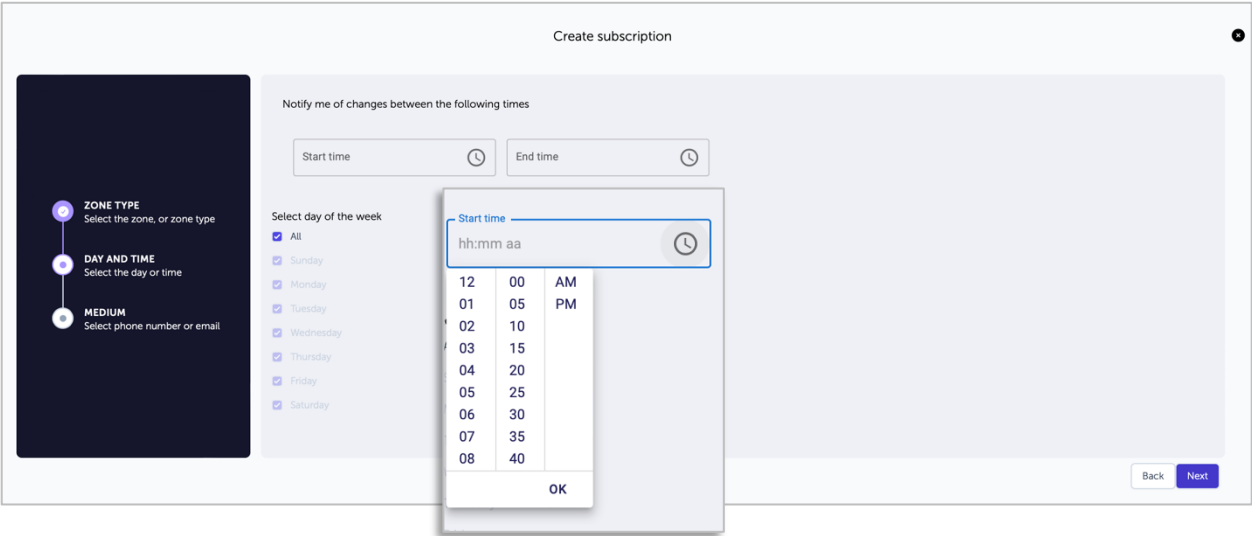 Create subscription
Notify me of changes between the following times
Start time
End time
ZONE TYPE
Select the zone, or zone type
DAY AND TIME
Select the day or time
MEDIUM
Select phone number or email
Select day of the week
All
Sunday
Monday
Tuesday
Wednesday
Thursday
Friday
Saturday
Start time
hh:mm aa
12 00 AM
01 05 PM
02 10
03 15
04 20
05 25
06 30
07 35
08 40
OK
Back Next